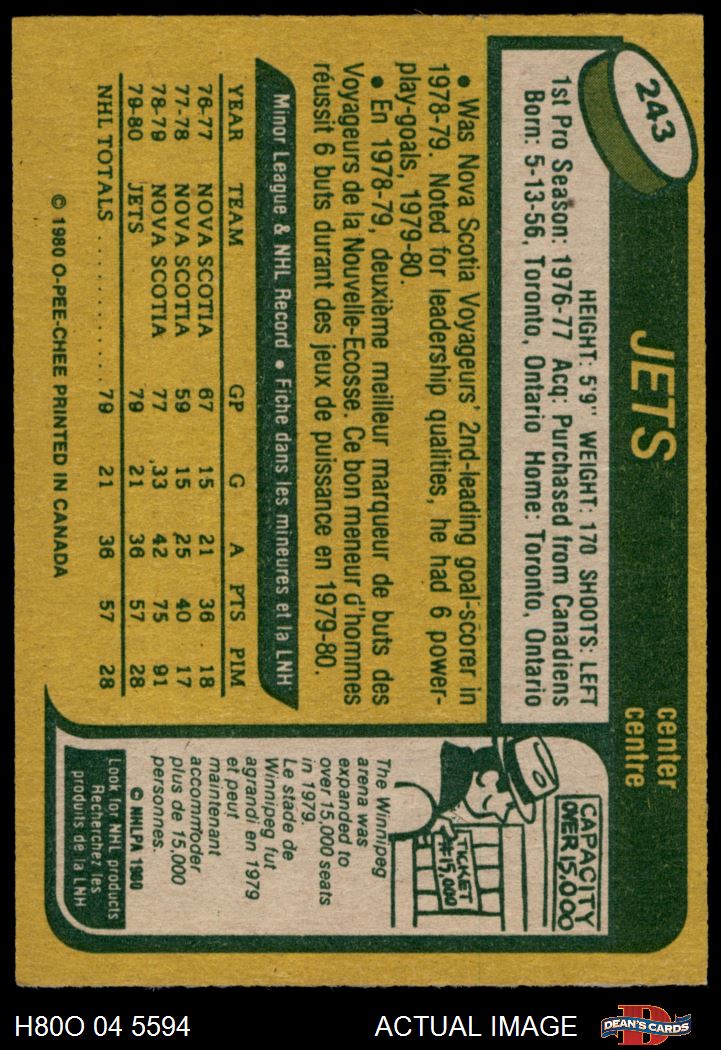 243
JETS
center
centre
HEIGHT: 5'9" WEIGHT: 170 SHOOTS: LEFT
1st Pro Season: 1976-77 Acq: Purchased from Canadiens
Born: 5-13-56, Toronto, Ontario Home: Toronto, Ontario
• Was Nova Scotia Voyageurs' 2nd-leading goal-scorer in
1978-79. Noted for leadership qualities, he had 6 power-
play-goals, 1979-80.
• En 1978-79, deuxième meilleur marqueur de buts des
Voyageurs de la Nouvelle-Ecosse. Ce bon meneur d'hommes
réussit 6 buts durant des jeux de puissance en 1979-80.
Minor League & NHL Record • Fiche dans les mineures et la LNH
YEAR TEAM GP G A PTS PIM
76-77 NOVA SCOTIA 67 15 21 36 18
77-78 NOVA SCOTIA 59 15 25 40 17
78-79 NOVA SCOTIA 77 33 42 75 91
79-80 JETS 79 21 36 57 28
NHL TOTALS ........... 79 21 36 57 28
© 1980 O-PEE-CHEE PRINTED IN CANADA
CAPACITY
OVER 15,000
TICKET
#15,000
The Winnipeg
arena was
expanded to
over 15,000 seats
in 1979.
Le stade de
Winnipeg fut
agrandi en 1979
et peut
maintenant
accommoder
plus de 15,000
personnes.
© NHLPA 1980
Look for NHL products
Recherchez les
produits de la LNH
H80O 04 5594
ACTUAL IMAGE
D
DEAN'S CARDS